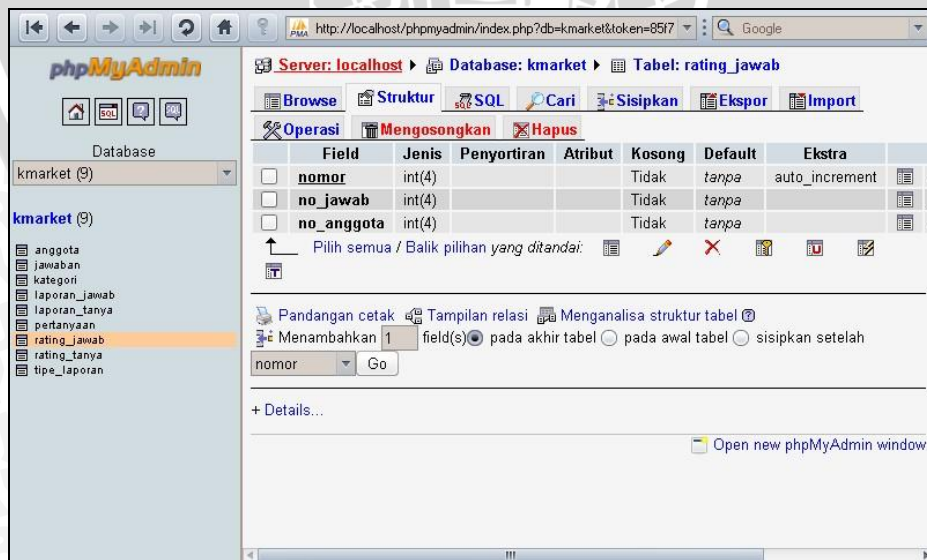 PMA http://localhost/phpmyadmin/index.php?db=kmarket&token=85f7 Google
phpMyAdmin
SQL
Database
kmarket (9)
kmarket (9)
anggota
jawaban
kategori
laporan_jawab
laporan_tanya
pertanyaan
rating_jawab
rating_tanya
tipe_laporan
Server: localhost Database: kmarket Tabel: rating_jawab
Browse Struktur SQL Cari Sisipkan Ekspor Import
Operasi Mengosongkan Hapus
Field Jenis Penyortiran Atribut Kosong Default Ekstra
nomor int(4) Tidak tanpa auto_increment
no_jawab int(4) Tidak tanpa
no_anggota int(4) Tidak tanpa
Pilih semua / Balik pilihan yang ditandai:
Pandangan cetak Tampilan relasi Menganalisa struktur tabel
Menambahkan 1 field(s) pada akhir tabel pada awal tabel sisipkan setelah
nomor Go
+ Details...
Open new phpMyAdmin window